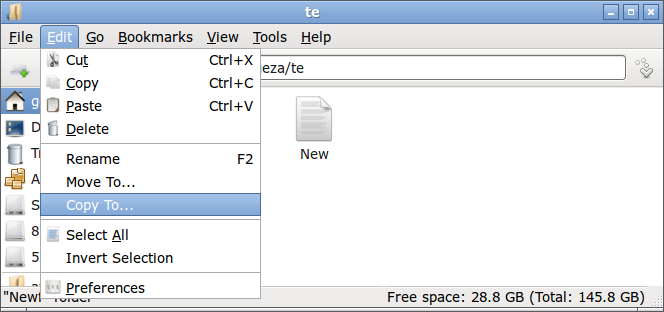 te
File Edit Go Bookmarks View Tools Help
Cut Ctrl+X
eza/te
Copy Ctrl+C
Paste Ctrl+V
Delete
Rename F2
Move To...
Copy To...
Select All
Invert Selection
Preferences
g
D
T
A
S
8
5
New
"New"
Free space: 28.8 GB (Total: 145.8 GB)